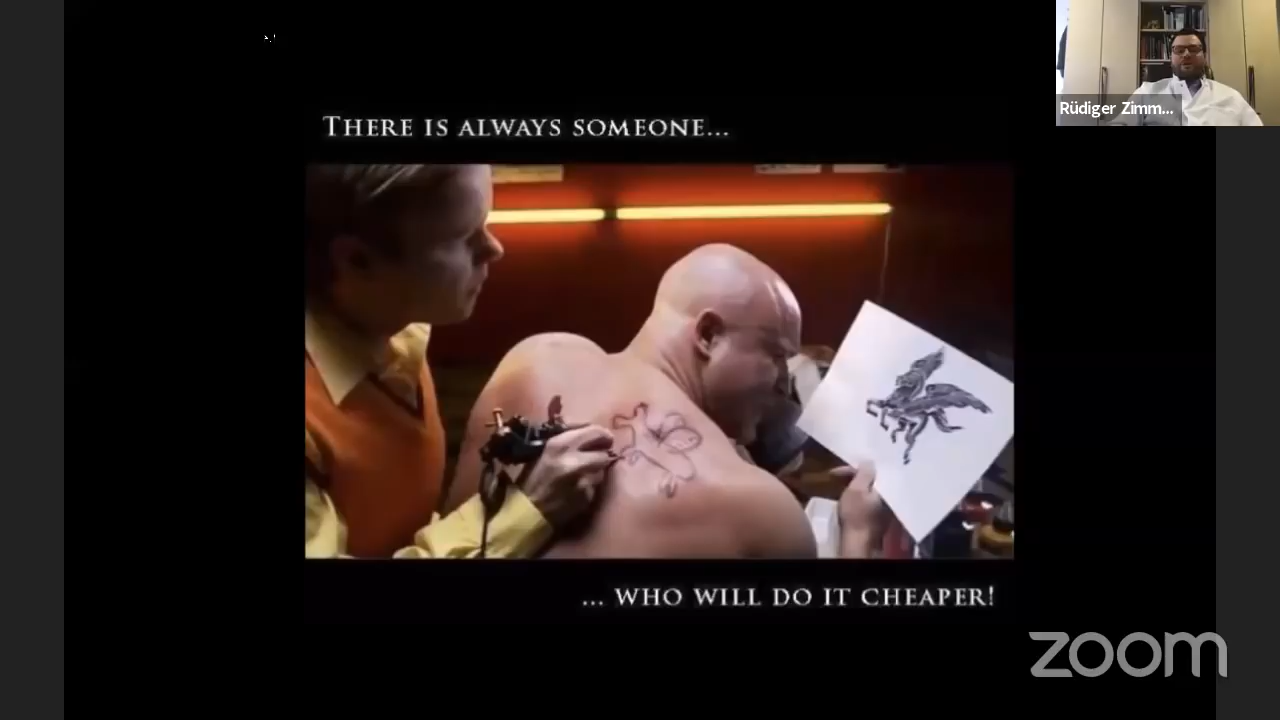 Rüdiger Zimm...
THERE IS ALWAYS SOMEONE...
... WHO WILL DO IT CHEAPER!
zoom